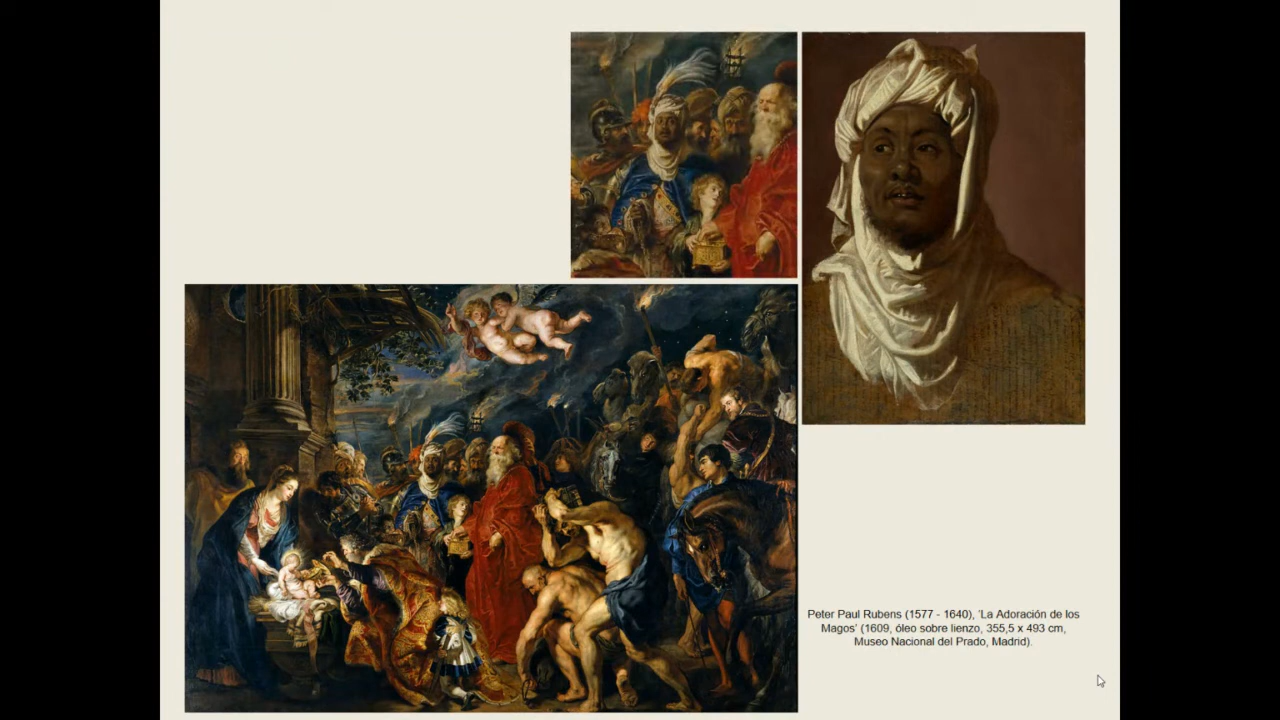 Peter Paul Rubens (1577 - 1640), 'La Adoración de los
Magos' (1609, óleo sobre lienzo, 355,5 x 493 cm,
Museo Nacional del Prado, Madrid).